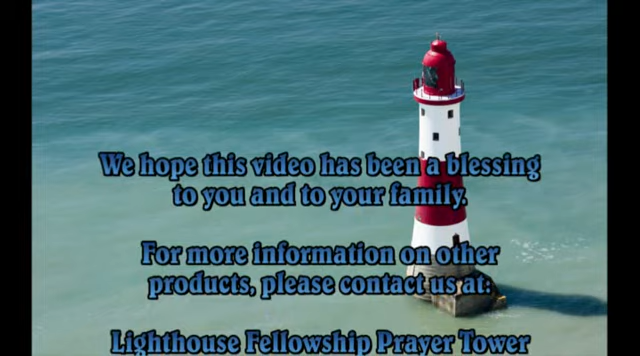 We hope this video has been a blessing
to you and to your family.
For more information on other
products, please contact us at:
Lighthouse Fellowship Prayer Tower